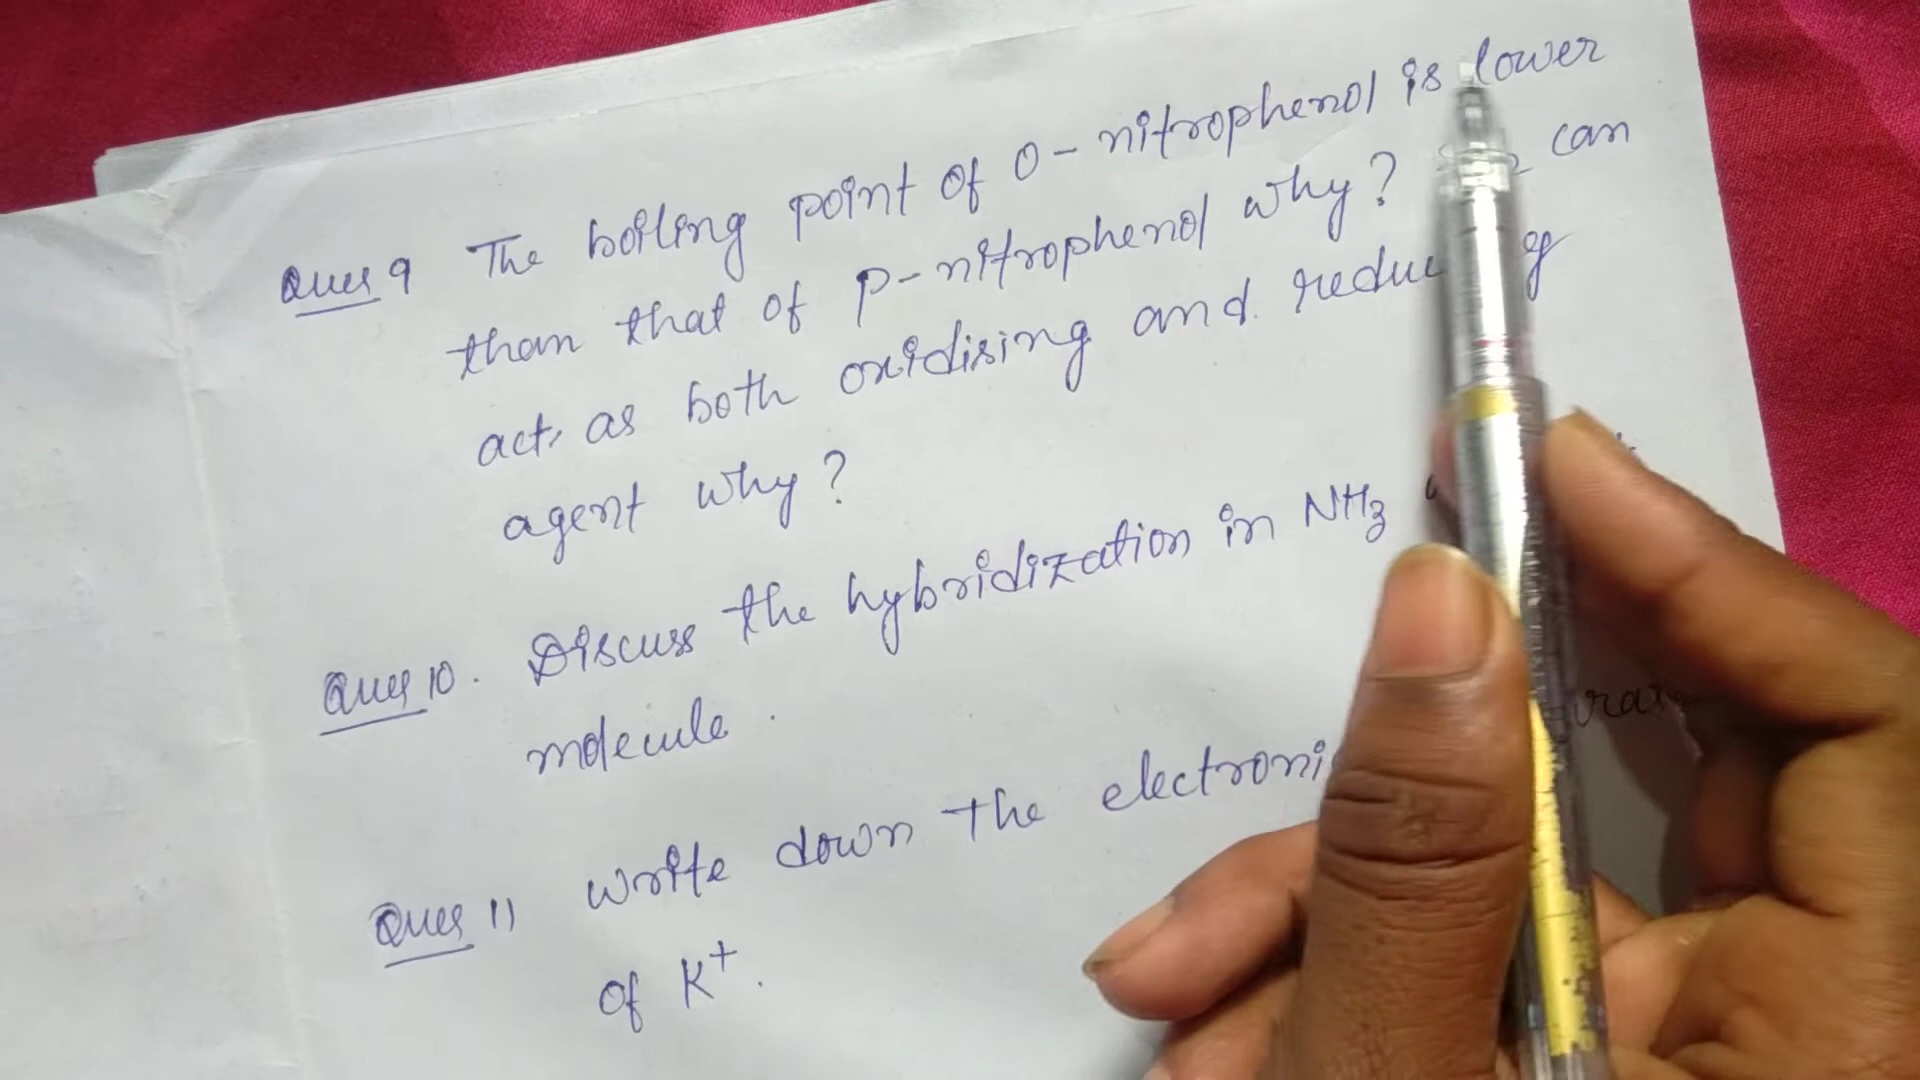 Ques 9 The boiling point of O-nitrophenol is lower
than that of p-nitrophenol why? can
act as both oxidising and reducing
agent why?
Ques 10. Discuss the hybridization in NH3
molecule.
Ques 11 Write down the
of K+.